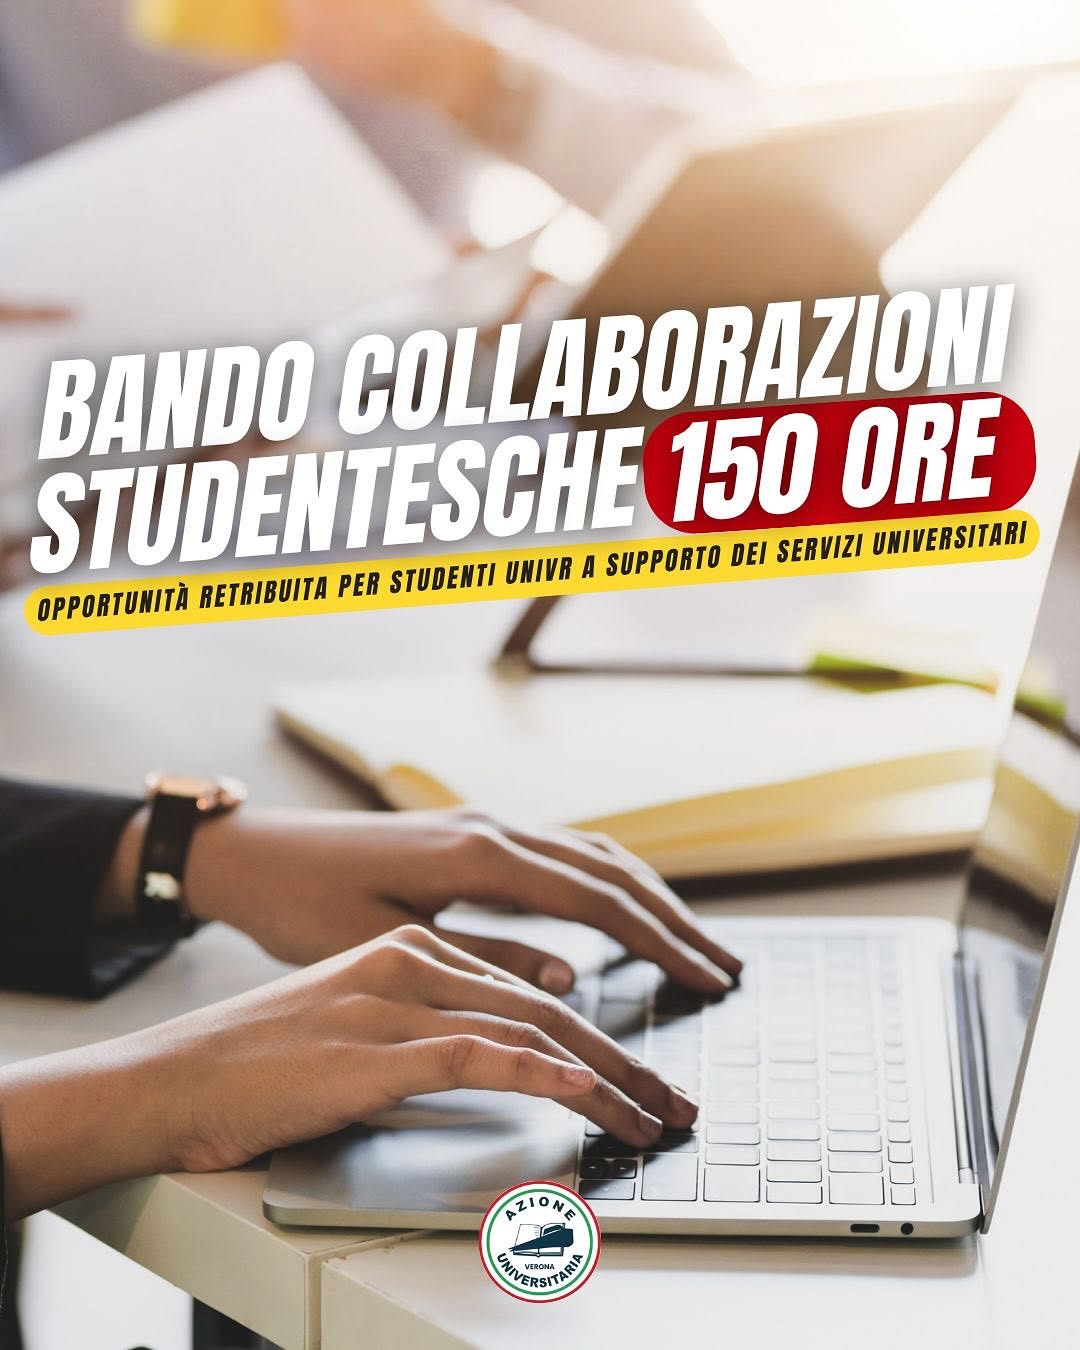 BANDO COLLABORAZIONI
STUDENTESCHE 150 ORE
OPPORTUNITÀ RETRIBUITA PER STUDENTI UNIVR A SUPPORTO DEI SERVIZI UNIVERSITARI
AZIONE
VERONA
UNIVERSITARIA